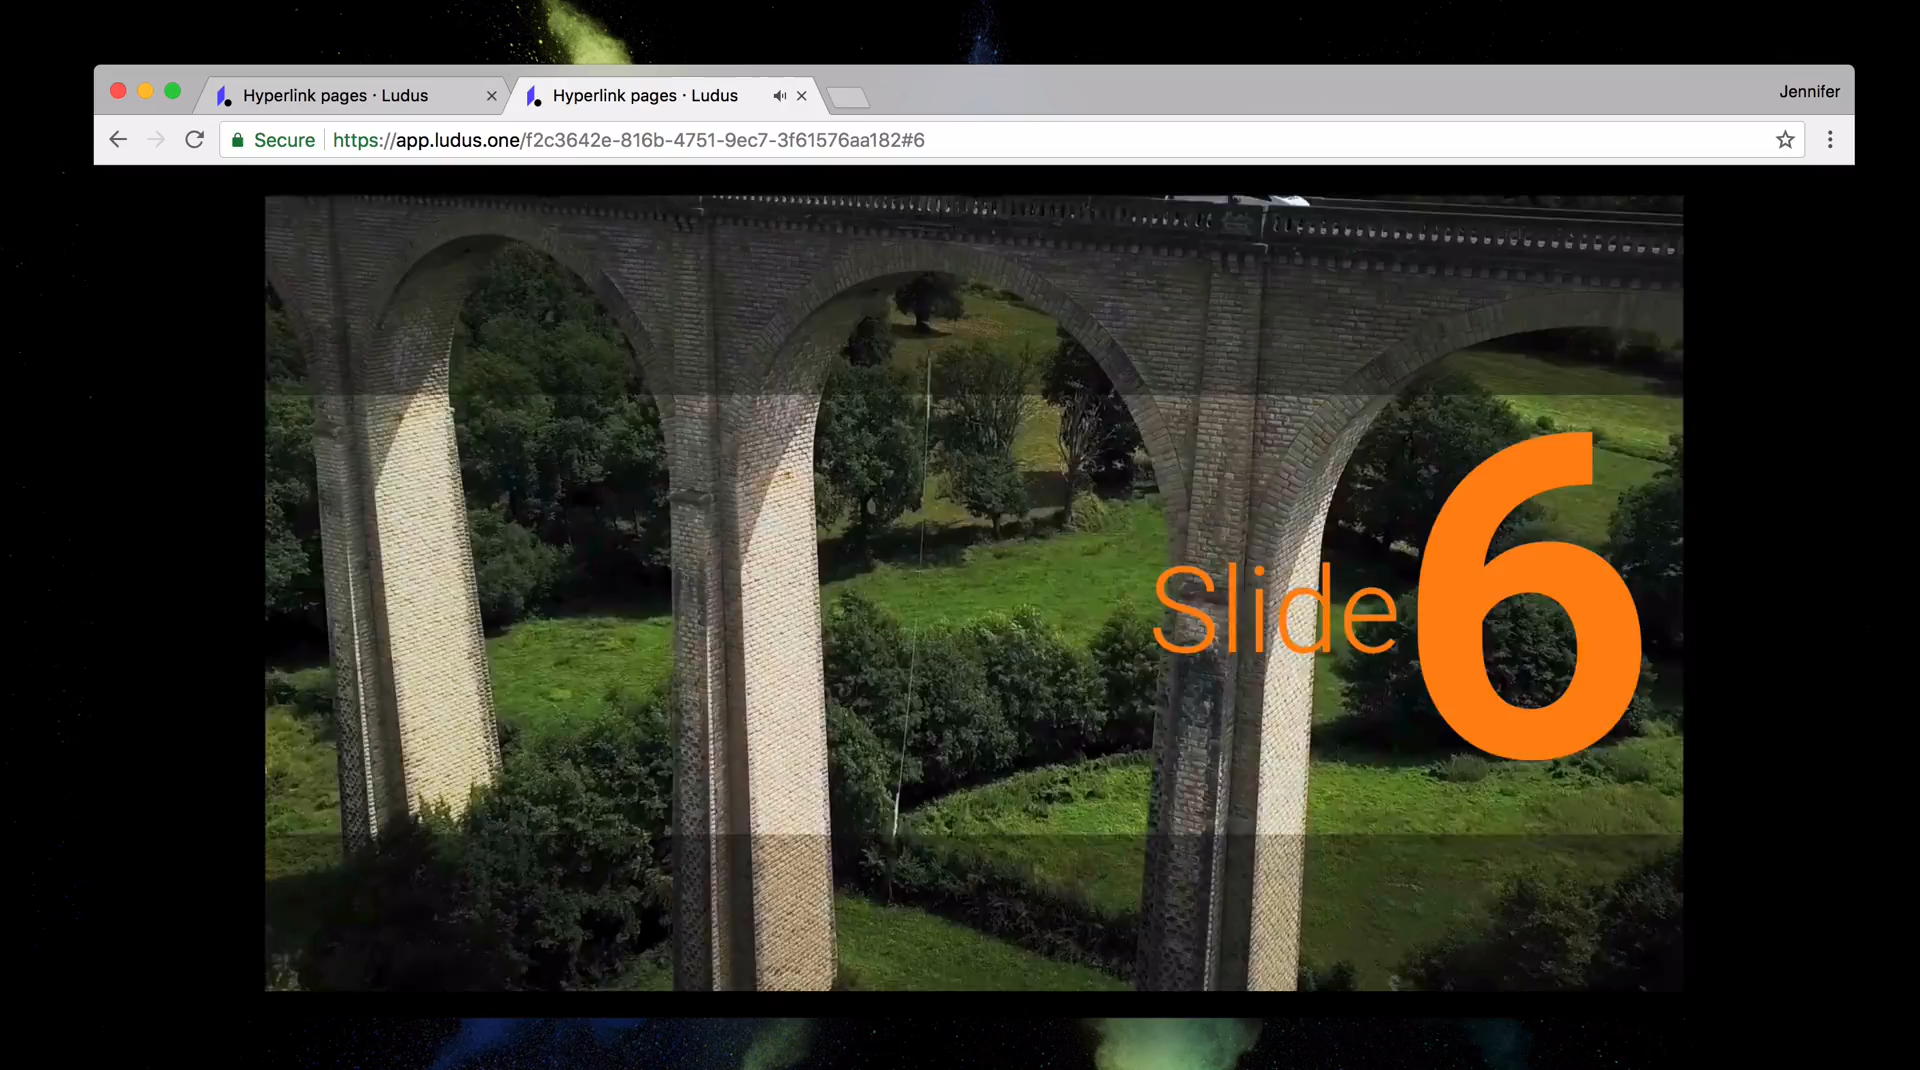 Hyperlink pages · Ludus
Hyperlink pages · Ludus
Jennifer
Secure
https://app.ludus.one/f2c3642e-816b-4751-9ec7-3f61576aa182#6
Slide 6